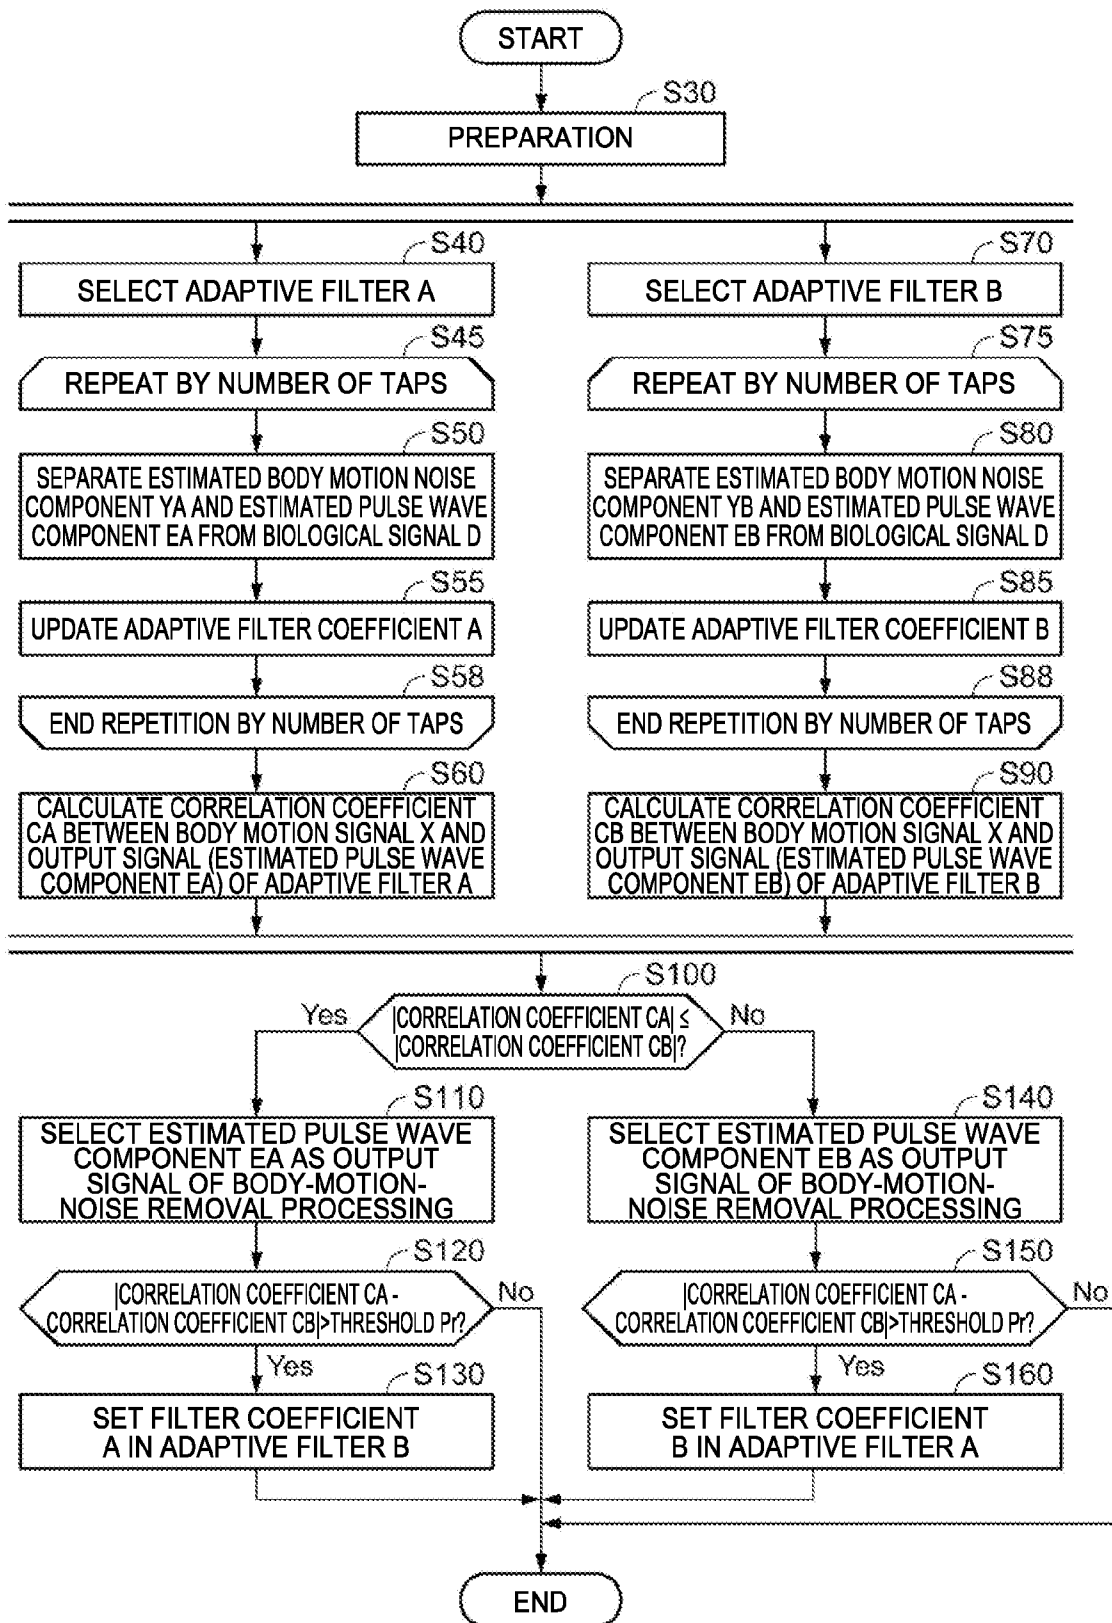 START
S30
PREPARATION
S40
SELECT ADAPTIVE FILTER A
S45
REPEAT BY NUMBER OF TAPS
S50
SEPARATE ESTIMATED BODY MOTION NOISE
COMPONENT YA AND ESTIMATED PULSE WAVE
COMPONENT EA FROM BIOLOGICAL SIGNAL D
S55
UPDATE ADAPTIVE FILTER COEFFICIENT A
S58
END REPETITION BY NUMBER OF TAPS
S60
CALCULATE CORRELATION COEFFICIENT
CA BETWEEN BODY MOTION SIGNAL X AND
OUTPUT SIGNAL (ESTIMATED PULSE WAVE
COMPONENT EA) OF ADAPTIVE FILTER A
S70
SELECT ADAPTIVE FILTER B
S75
REPEAT BY NUMBER OF TAPS
S80
SEPARATE ESTIMATED BODY MOTION NOISE
COMPONENT YB AND ESTIMATED PULSE WAVE
COMPONENT EB FROM BIOLOGICAL SIGNAL D
S85
UPDATE ADAPTIVE FILTER COEFFICIENT B
S88
END REPETITION BY NUMBER OF TAPS
S90
CALCULATE CORRELATION COEFFICIENT
CB BETWEEN BODY MOTION SIGNAL X AND
OUTPUT SIGNAL (ESTIMATED PULSE WAVE
COMPONENT EB) OF ADAPTIVE FILTER B
S100
|CORRELATION COEFFICIENT CA| ≤
|CORRELATION COEFFICIENT CB|?
Yes
No
S110
SELECT ESTIMATED PULSE WAVE
COMPONENT EA AS OUTPUT
SIGNAL OF BODY-MOTION-
NOISE REMOVAL PROCESSING
S120
|CORRELATION COEFFICIENT CA -
CORRELATION COEFFICIENT CB|>THRESHOLD Pr?
No
Yes
S130
SET FILTER COEFFICIENT
A IN ADAPTIVE FILTER B
S140
SELECT ESTIMATED PULSE WAVE
COMPONENT EB AS OUTPUT
SIGNAL OF BODY-MOTION-
NOISE REMOVAL PROCESSING
S150
|CORRELATION COEFFICIENT CA -
CORRELATION COEFFICIENT CB|>THRESHOLD Pr?
No
Yes
S160
SET FILTER COEFFICIENT
B IN ADAPTIVE FILTER A
END